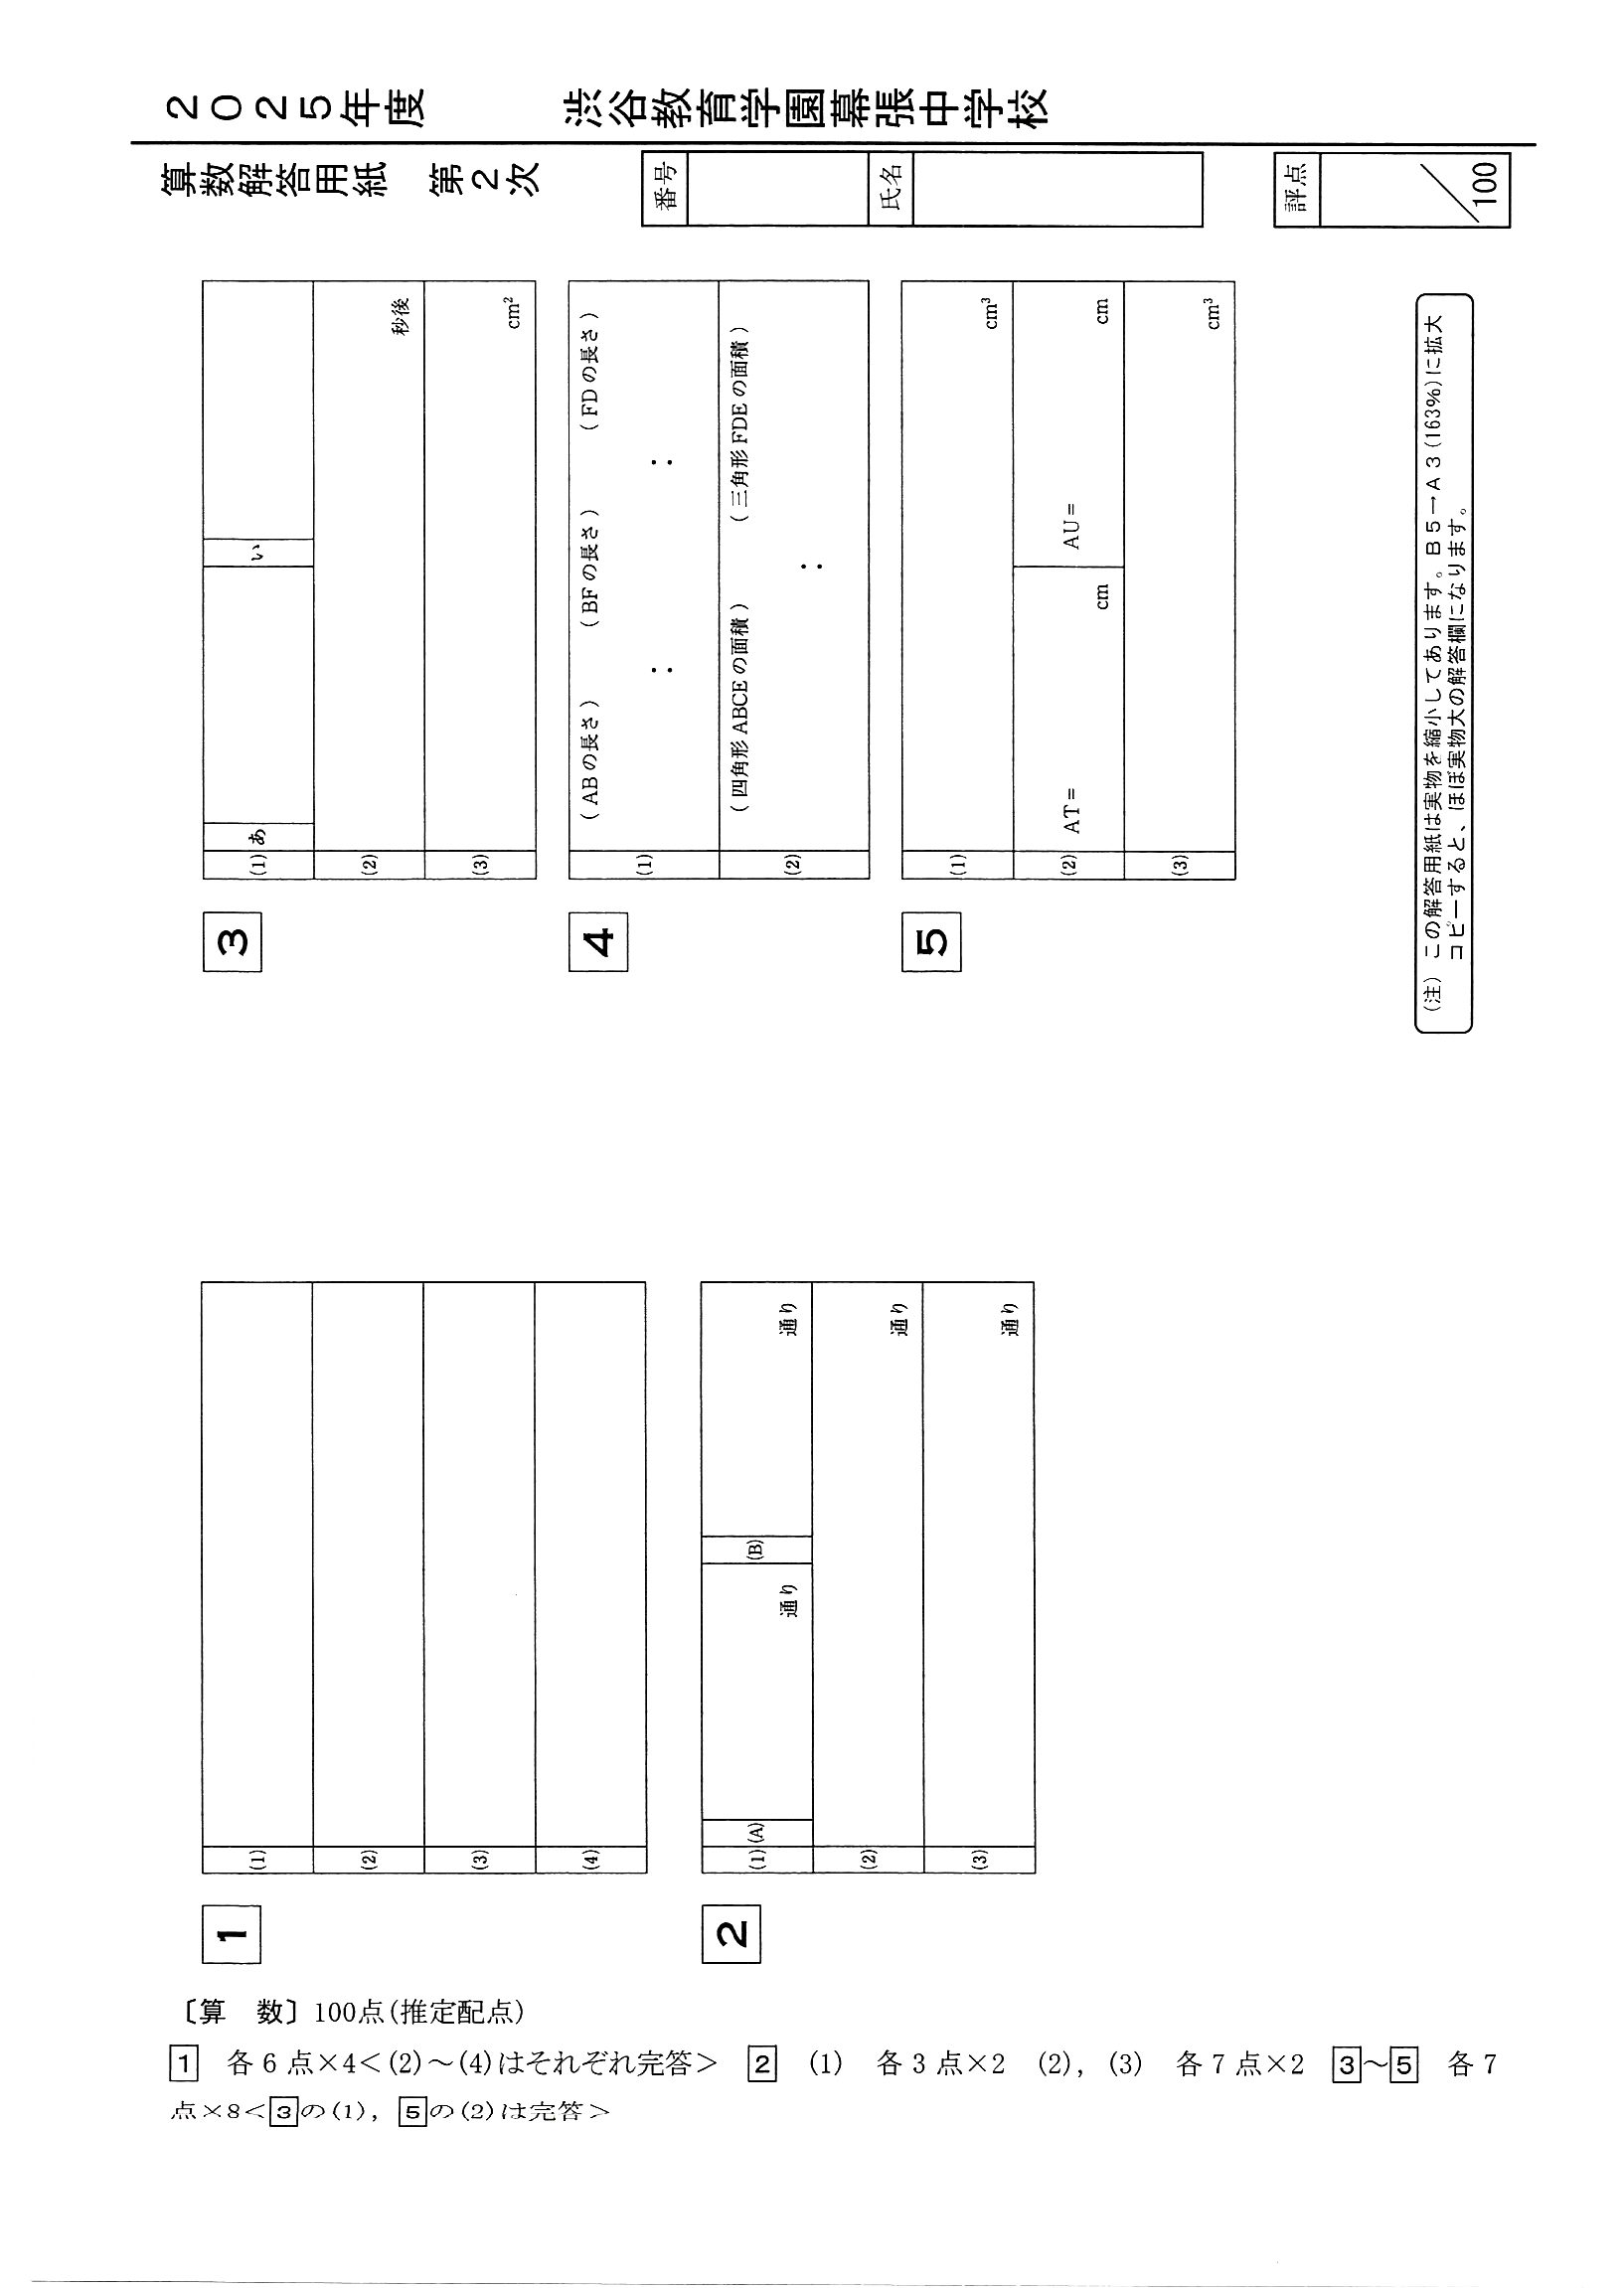 2025年度 渋谷教育学園幕張中学校
算数解答用紙 第2次
番号
氏名
評点
/100
1
(1)
(2)
(3)
(4)
2
(1) (A) 通り (B) 通り
(2) 通り
(3) 通り
3
(1) あ い
(2) 秒後
(3) cm²
4
(1) (ABの長さ) (BFの長さ) (FDの長さ)
: :
(2) (四角形ABCEの面積) (三角形FDEの面積)
:
5
(1) cm³
(2) AT= cm AU= cm
(3) cm³
(注) この解答用紙は実物を縮小してあります。B5→A3(163%)に拡大
コピーすると、ほぼ実物大の解答欄になります。
〔算 数〕100点(推定配点)
1 各6点×4<(2)~(4)はそれぞれ完答> 2 (1) 各3点×2 (2),(3) 各7点×2 3~5 各7
点×8<3の(1),5の(2)は完答>